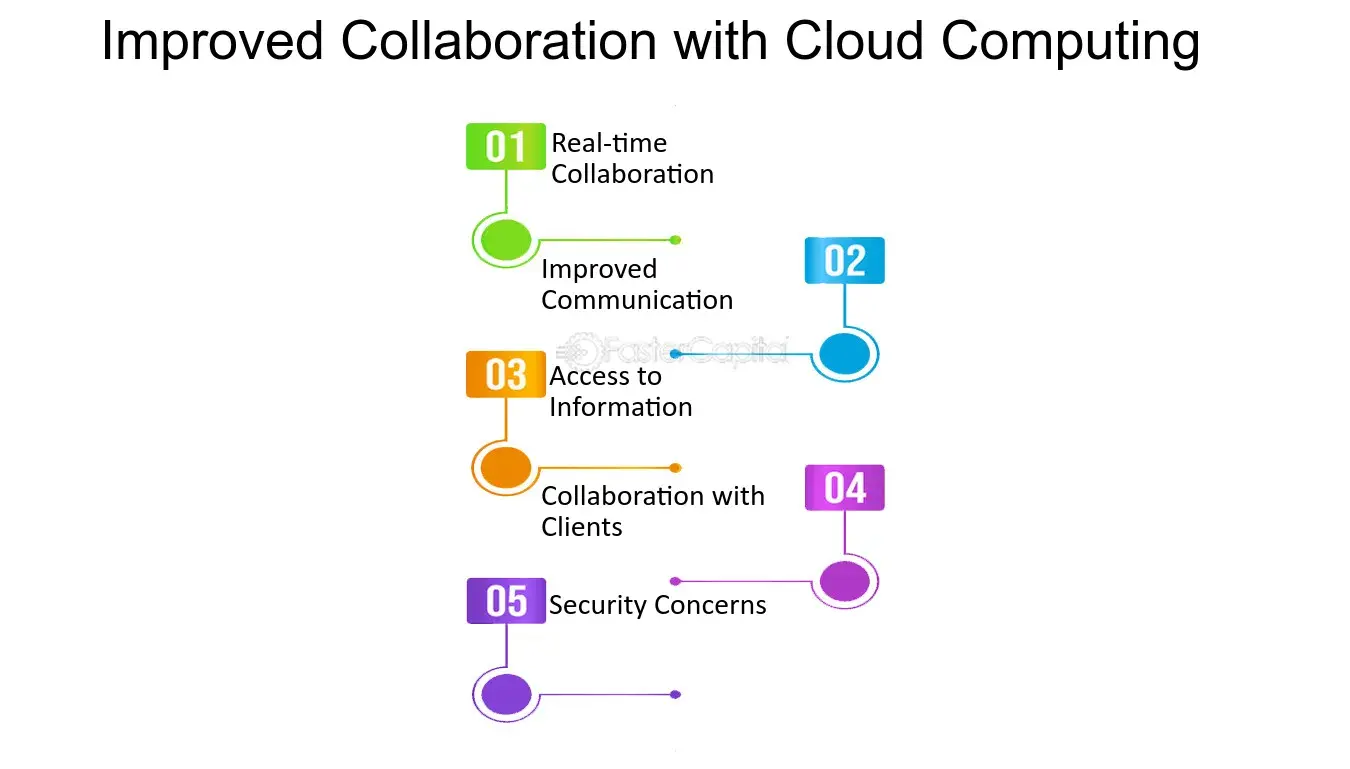 Improved Collaboration with Cloud Computing
01
Real-time
Collaboration
Improved
Communication
02
FasterCapital
03
Access to
Information
Collaboration with
Clients
04
05
Security Concerns